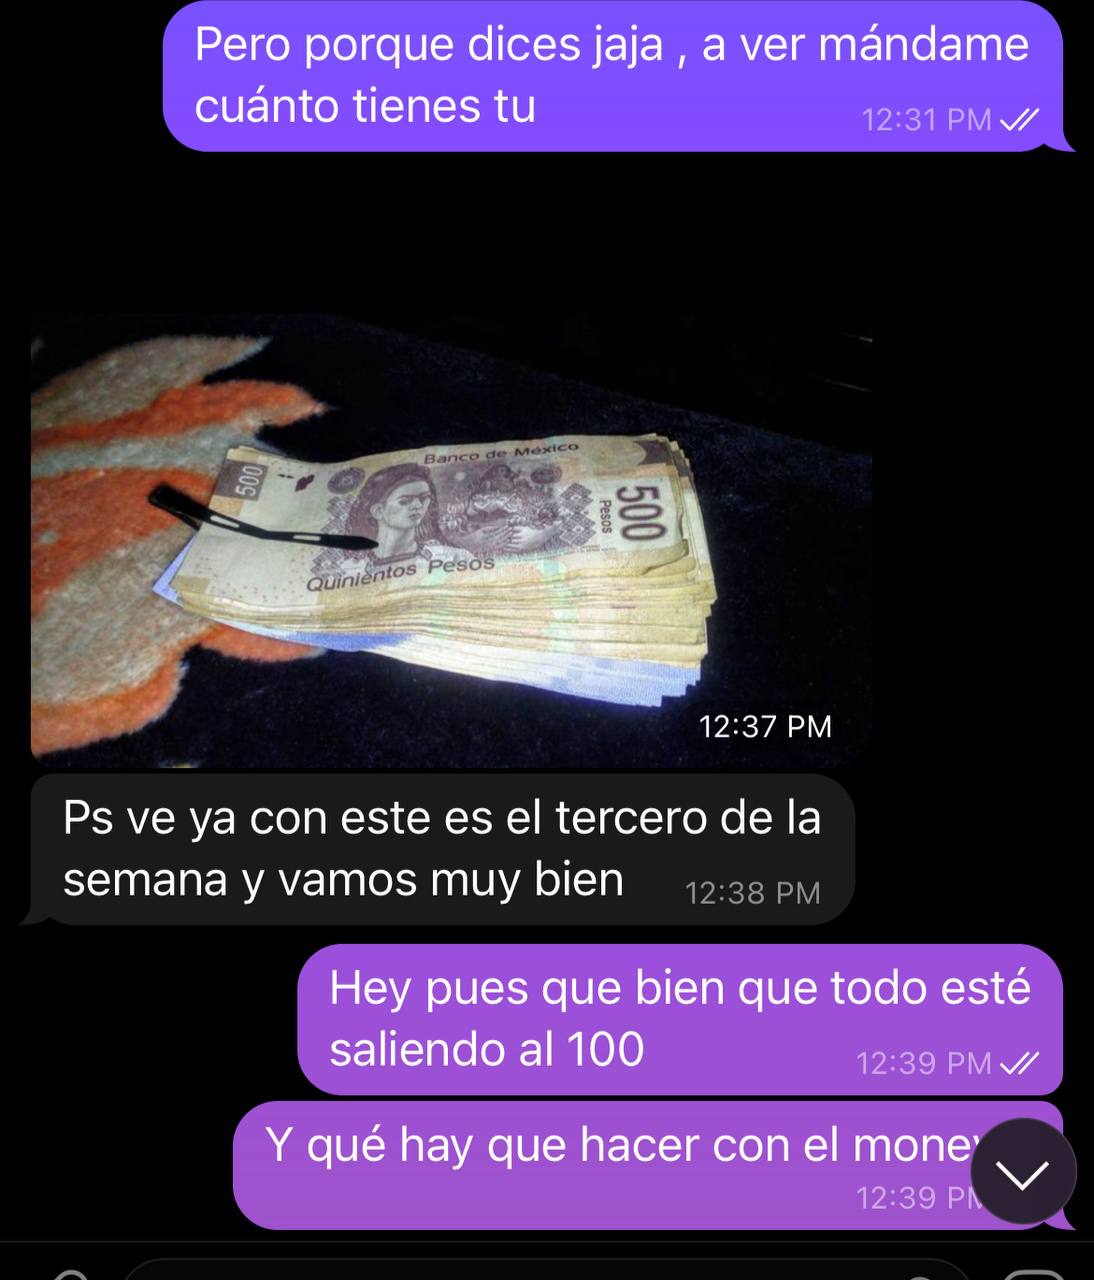 Pero porque dices jaja , a ver mándame
cuánto tienes tu
12:31 PM
Banco de México
500
500
Pesos
Quinientos Pesos
12:37 PM
Ps ve ya con este es el tercero de la
semana y vamos muy bien
12:38 PM
Hey pues que bien que todo esté
saliendo al 100
12:39 PM
Y qué hay que hacer con el
12:39